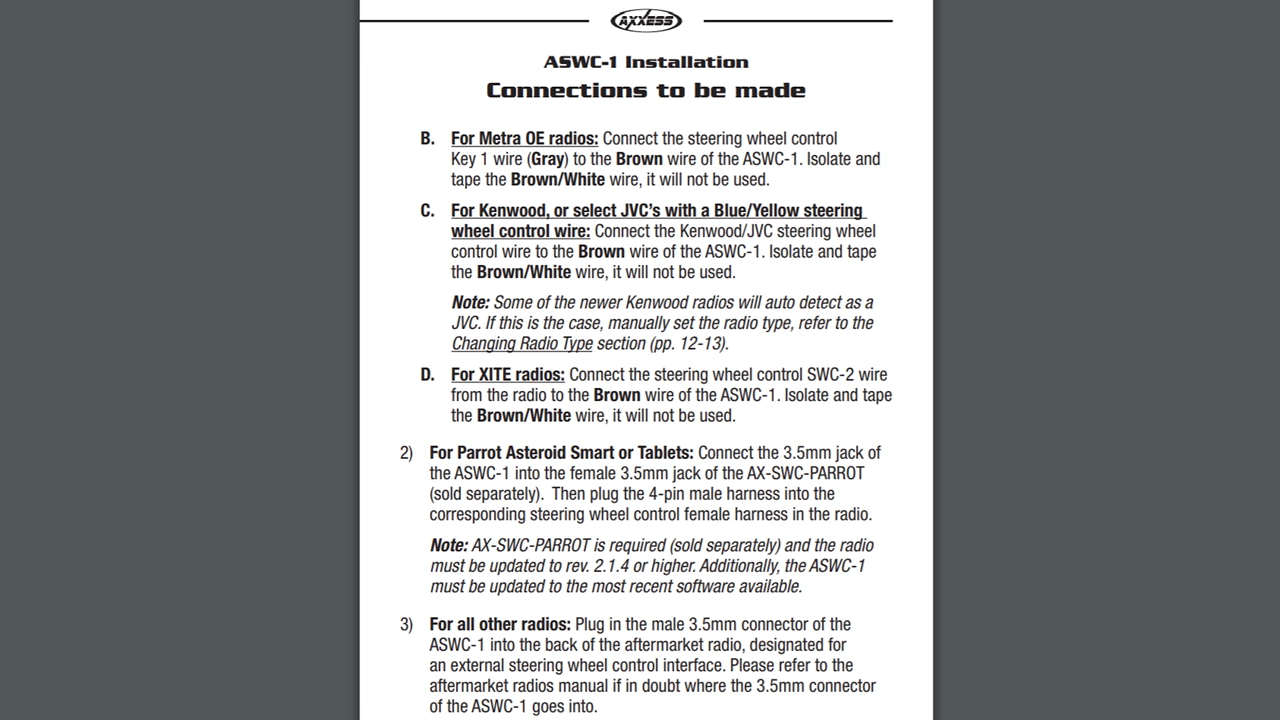 AXXESS
ASWC-1 Installation
Connections to be made
B. For Metra OE radios: Connect the steering wheel control
Key 1 wire (Gray) to the Brown wire of the ASWC-1. Isolate and
tape the Brown/White wire, it will not be used.
C. For Kenwood, or select JVC's with a Blue/Yellow steering
wheel control wire: Connect the Kenwood/JVC steering wheel
control wire to the Brown wire of the ASWC-1. Isolate and tape
the Brown/White wire, it will not be used.
Note: Some of the newer Kenwood radios will auto detect as a
JVC. If this is the case, manually set the radio type, refer to the
Changing Radio Type section (pp. 12-13).
D. For XITE radios: Connect the steering wheel control SWC-2 wire
from the radio to the Brown wire of the ASWC-1. Isolate and tape
the Brown/White wire, it will not be used.
2) For Parrot Asteroid Smart or Tablets: Connect the 3.5mm jack of
the ASWC-1 into the female 3.5mm jack of the AX-SWC-PARROT
(sold separately). Then plug the 4-pin male harness into the
corresponding steering wheel control female harness in the radio.
Note: AX-SWC-PARROT is required (sold separately) and the radio
must be updated to rev. 2.1.4 or higher. Additionally, the ASWC-1
must be updated to the most recent software available.
3) For all other radios: Plug in the male 3.5mm connector of the
ASWC-1 into the back of the aftermarket radio, designated for
an external steering wheel control interface. Please refer to the
aftermarket radios manual if in doubt where the 3.5mm connector
of the ASWC-1 goes into.